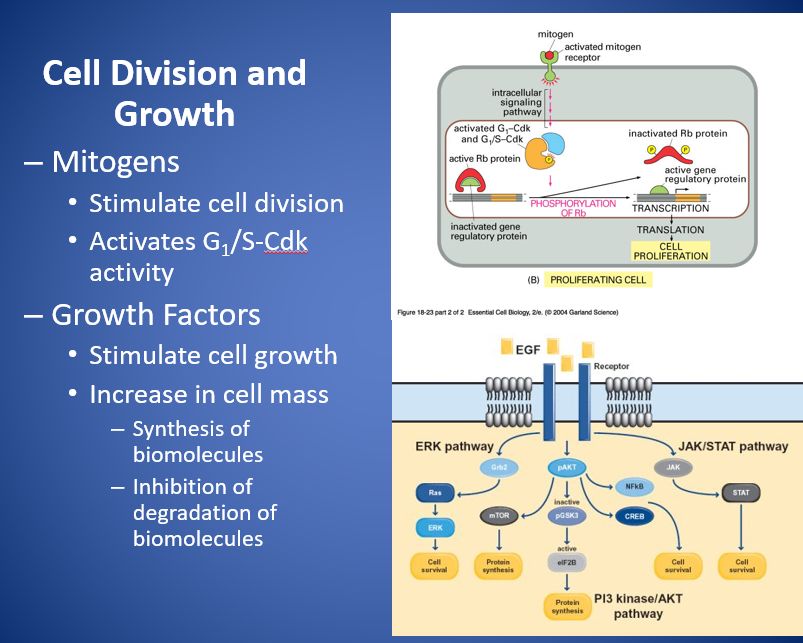 Cell Division and
Growth
– Mitogens
• Stimulate cell division
• Activates G₁/S-Cdk
activity
– Growth Factors
• Stimulate cell growth
• Increase in cell mass
– Synthesis of
biomolecules
– Inhibition of
degradation of
biomolecules
mitogen
activated mitogen
receptor
intracellular
signaling
pathway
activated G₁–Cdk
and G₁/S–Cdk
P
active Rb protein
inactivated gene
regulatory protein
PHOSPHORYLATION
OF Rb
inactivated Rb protein
P P
active gene
regulatory protein
TRANSCRIPTION
TRANSLATION
CELL
PROLIFERATION
(B) PROLIFERATING CELL
Figure 18-23 part 2 of 2 Essential Cell Biology, 2/e. (© 2004 Garland Science)
EGF
Receptor
ERK pathway
JAK/STAT pathway
Grb2
pAKT
JAK
Ras
NFkB
STAT
inactive
mTOR
pGSK3
CREB
ERK
active
Cell
survival
Protein
synthesis
eIF2B
Cell
survival
Cell
survival
Protein
synthesis
PI3 kinase/AKT
pathway